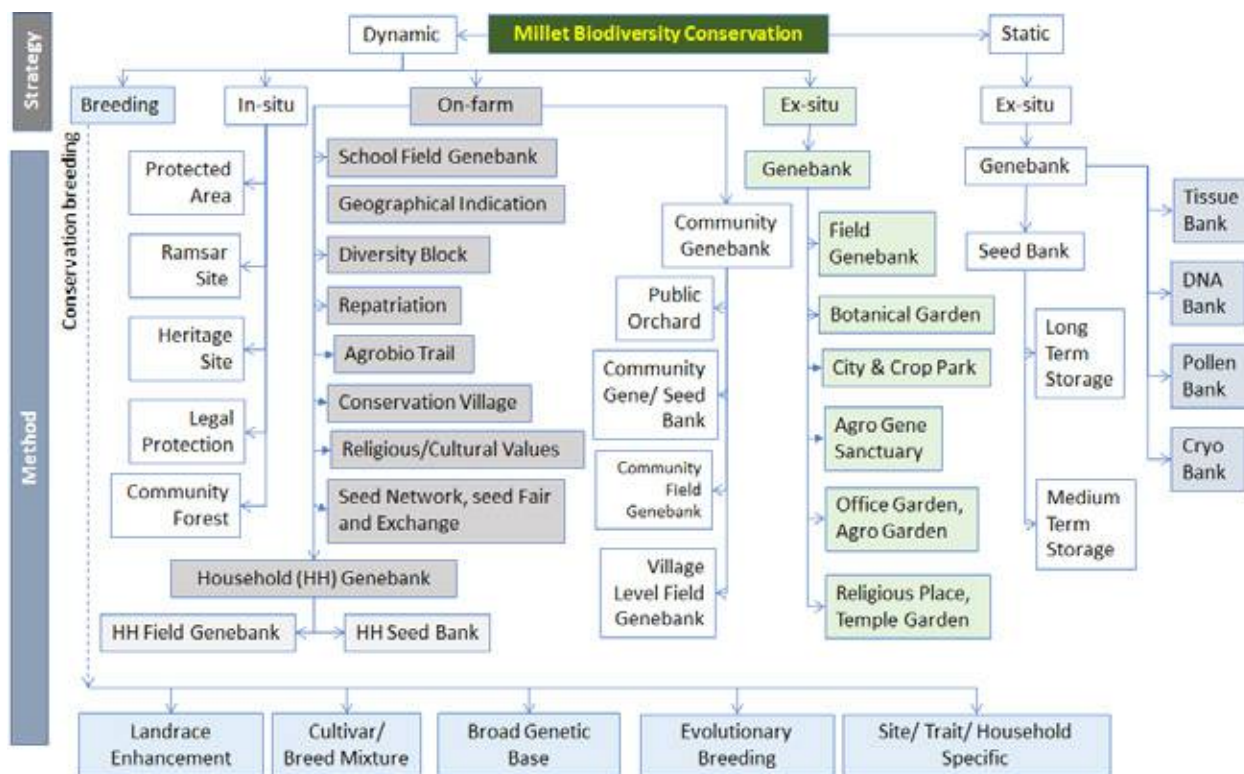 Strategy
Method
Millet Biodiversity Conservation
Dynamic
Static
Breeding
In-situ
On-farm
Ex-situ
Ex-situ
Conservation breeding
Protected
Area
Ramsar
Site
Heritage
Site
Legal
Protection
Community
Forest
School Field Genebank
Geographical Indication
Diversity Block
Repatriation
Agrobio Trail
Conservation Village
Religious/Cultural Values
Seed Network, seed Fair
and Exchange
Household (HH) Genebank
HH Field Genebank
HH Seed Bank
Community
Genebank
Public
Orchard
Community
Gene/ Seed
Bank
Community
Field
Genebank
Village
Level Field
Genebank
Genebank
Field
Genebank
Botanical Garden
City & Crop Park
Agro Gene
Sanctuary
Office Garden,
Agro Garden
Religious Place,
Temple Garden
Genebank
Seed Bank
Long
Term
Storage
Medium
Term
Storage
Tissue
Bank
DNA
Bank
Pollen
Bank
Cryo
Bank
Landrace
Enhancement
Cultivar/
Breed Mixture
Broad Genetic
Base
Evolutionary
Breeding
Site/ Trait/ Household
Specific